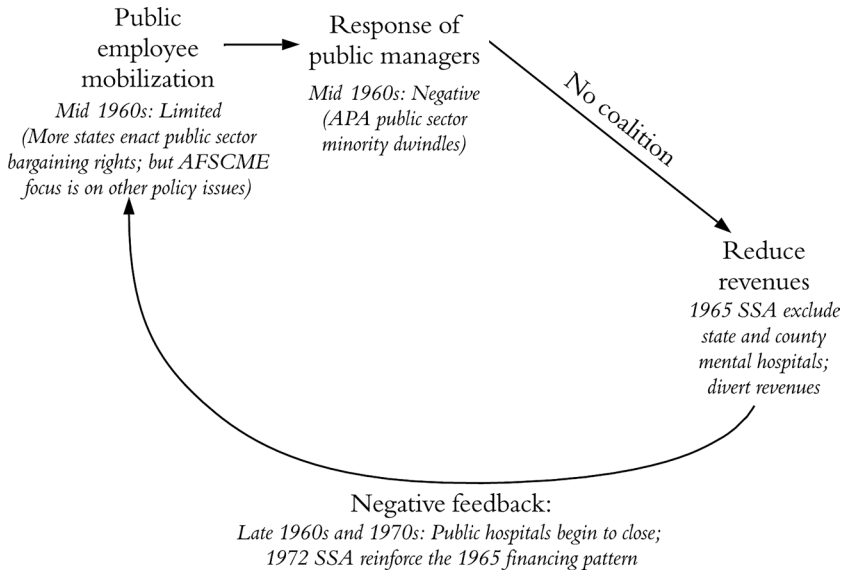 Public
employee
mobilization
Mid 1960s: Limited
(More states enact public sector
bargaining rights; but AFSCME
focus is on other policy issues)
Response of
public managers
Mid 1960s: Negative
(APA public sector
minority dwindles)
No coalition
Reduce
revenues
1965 SSA exclude
state and county
mental hospitals;
divert revenues
Negative feedback:
Late 1960s and 1970s: Public hospitals begin to close;
1972 SSA reinforce the 1965 financing pattern